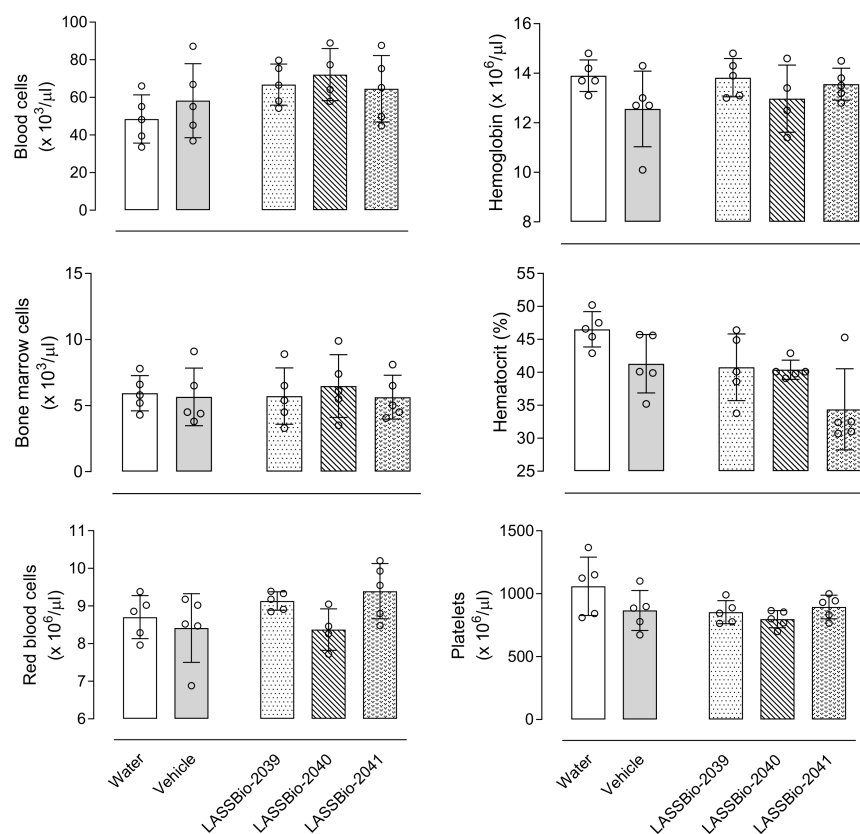 Blood cells
(x 10³/µl)
100
80
60
40
20
0
Hemoglobin (x 10⁶/µl)
16
14
12
10
8
Bone marrow cells
(x 10³/µl)
15
10
5
0
Hematocrit (%)
55
50
45
40
35
30
25
Red blood cells
(x 10⁶/µl)
11
10
9
8
7
6
Platelets
(x 10⁶/µl)
1500
1000
500
0
Water
Vehicle
LASSBio-2039
LASSBio-2040
LASSBio-2041
Water
Vehicle
LASSBio-2039
LASSBio-2040
LASSBio-2041